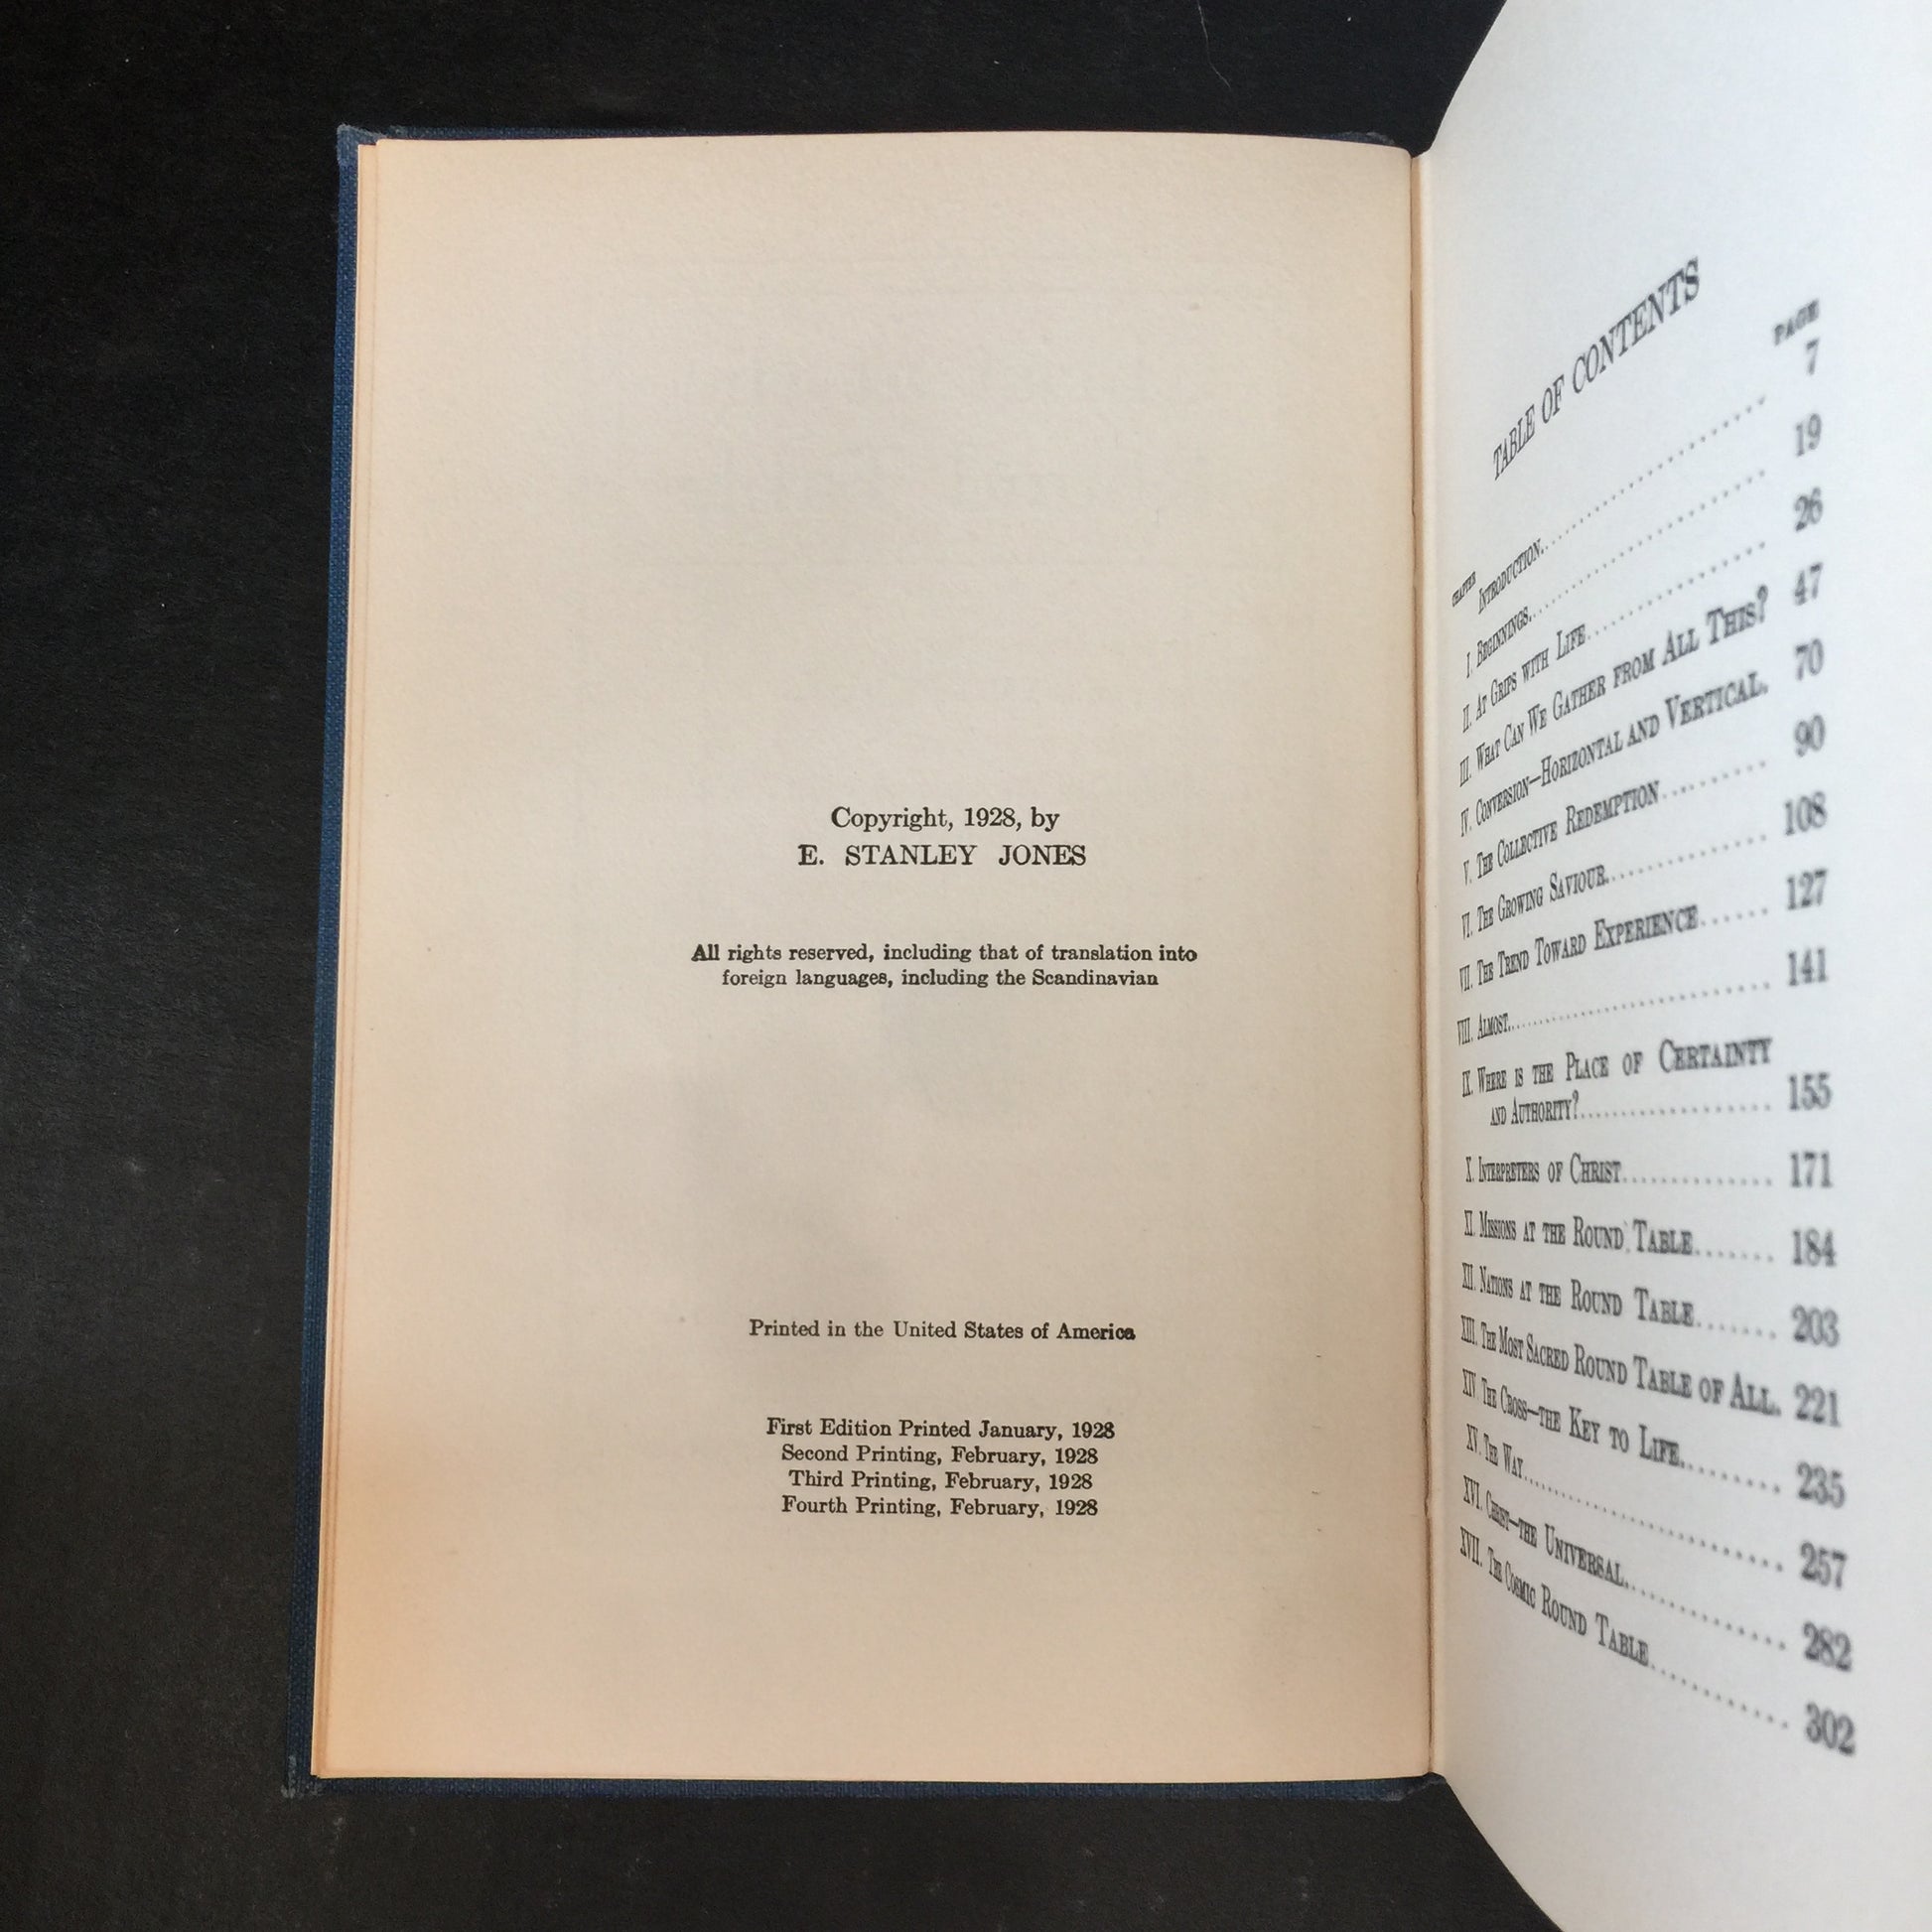 Copyright, 1928, by
E. STANLEY JONES
All rights reserved, including that of translation into
foreign languages, including the Scandinavian
Printed in the United States of America
First Edition Printed January, 1928
Second Printing, February, 1928
Third Printing, February, 1928
Fourth Printing, February, 1928
TABLE OF CONTENTS
CHAPTER PAGE
INTRODUCTION.............. 7
I. BEGINNINGS.............. 19
II. AT GRIPS WITH LIFE.............. 26
III. WHAT CAN WE GATHER FROM ALL THIS? 47
IV. CONVERSION—HORIZONTAL AND VERTICAL. 70
V. THE COLLECTIVE REDEMPTION........ 90
VI. THE GROWING SAVIOUR.............. 108
VII. THE TREND TOWARD EXPERIENCE...... 127
VIII. ALMOST.............. 141
IX. WHERE IS THE PLACE OF CERTAINTY
AND AUTHORITY?.............. 155
X. INTERPRETERS OF CHRIST.............. 171
XI. MISSIONS AT THE ROUND TABLE....... 184
XII. NATIONS AT THE ROUND TABLE....... 203
XIII. THE MOST SACRED ROUND TABLE OF ALL. 221
XIV THE CROSS—THE KEY TO LIFE........ 235
XV. THE WAY.............. 257
XVI. CHRIST—THE UNIVERSAL.............. 282
XVII. THE COSMIC ROUND TABLE.......... 302